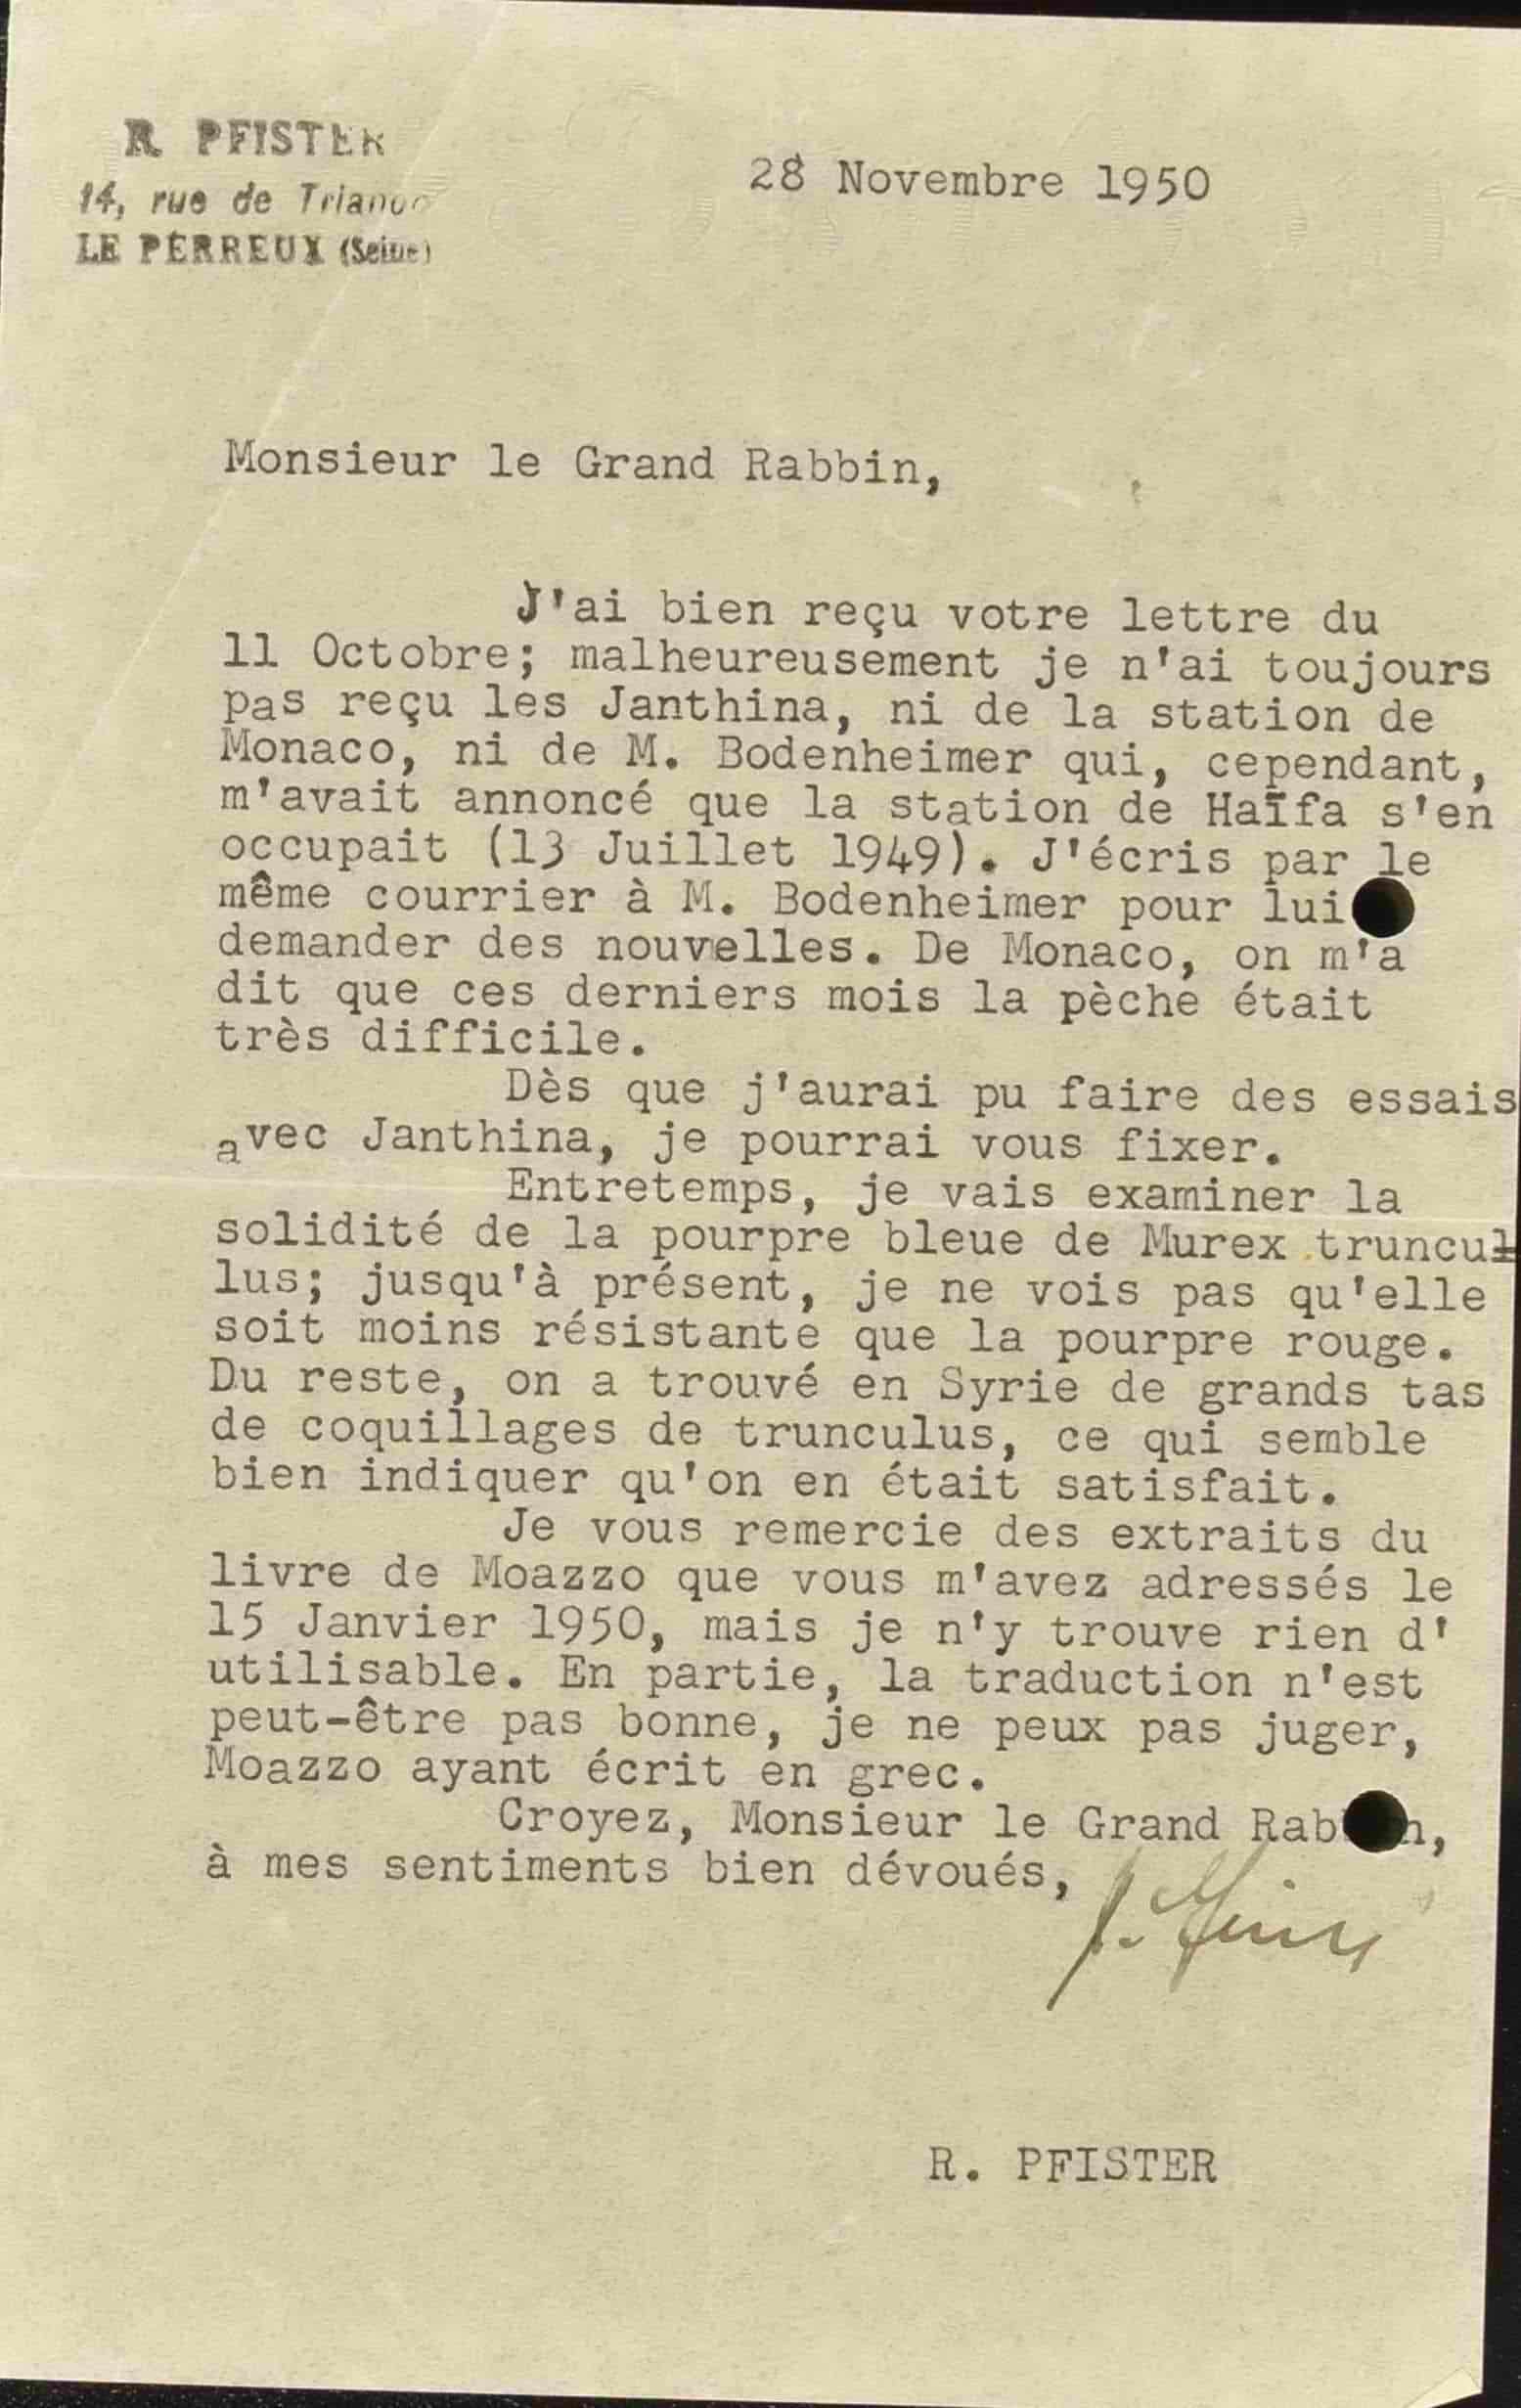 R. PFISTER
14, rue de Trianon
LE PERREUX (Seine)
28 Novembre 1950
Monsieur le Grand Rabbin,
J'ai bien reçu votre lettre du
11 Octobre; malheureusement je n'ai toujours
pas reçu les Janthina, ni de la station de
Monaco, ni de M. Bodenheimer qui, cependant,
m'avait annoncé que la station de Haïfa s'en
occupait (13 Juillet 1949). J'écris par le
même courrier à M. Bodenheimer pour lui
demander des nouvelles. De Monaco, on m'a
dit que ces derniers mois la pèche était
très difficile.
Dès que j'aurai pu faire des essais
avec Janthina, je pourrai vous fixer.
Entretemps, je vais examiner la
solidité de la pourpre bleue de Murex truncu-
lus; jusqu'à présent, je ne vois pas qu'elle
soit moins résistante que la pourpre rouge.
Du reste, on a trouvé en Syrie de grands tas
de coquillages de trunculus, ce qui semble
bien indiquer qu'on en était satisfait.
Je vous remercie des extraits du
livre de Moazzo que vous m'avez adressés le
15 Janvier 1950, mais je n'y trouve rien d'
utilisable. En partie, la traduction n'est
peut-être pas bonne, je ne peux pas juger,
Moazzo ayant écrit en grec.
Croyez, Monsieur le Grand Rabbin,
à mes sentiments bien dévoués,
R. PFISTER